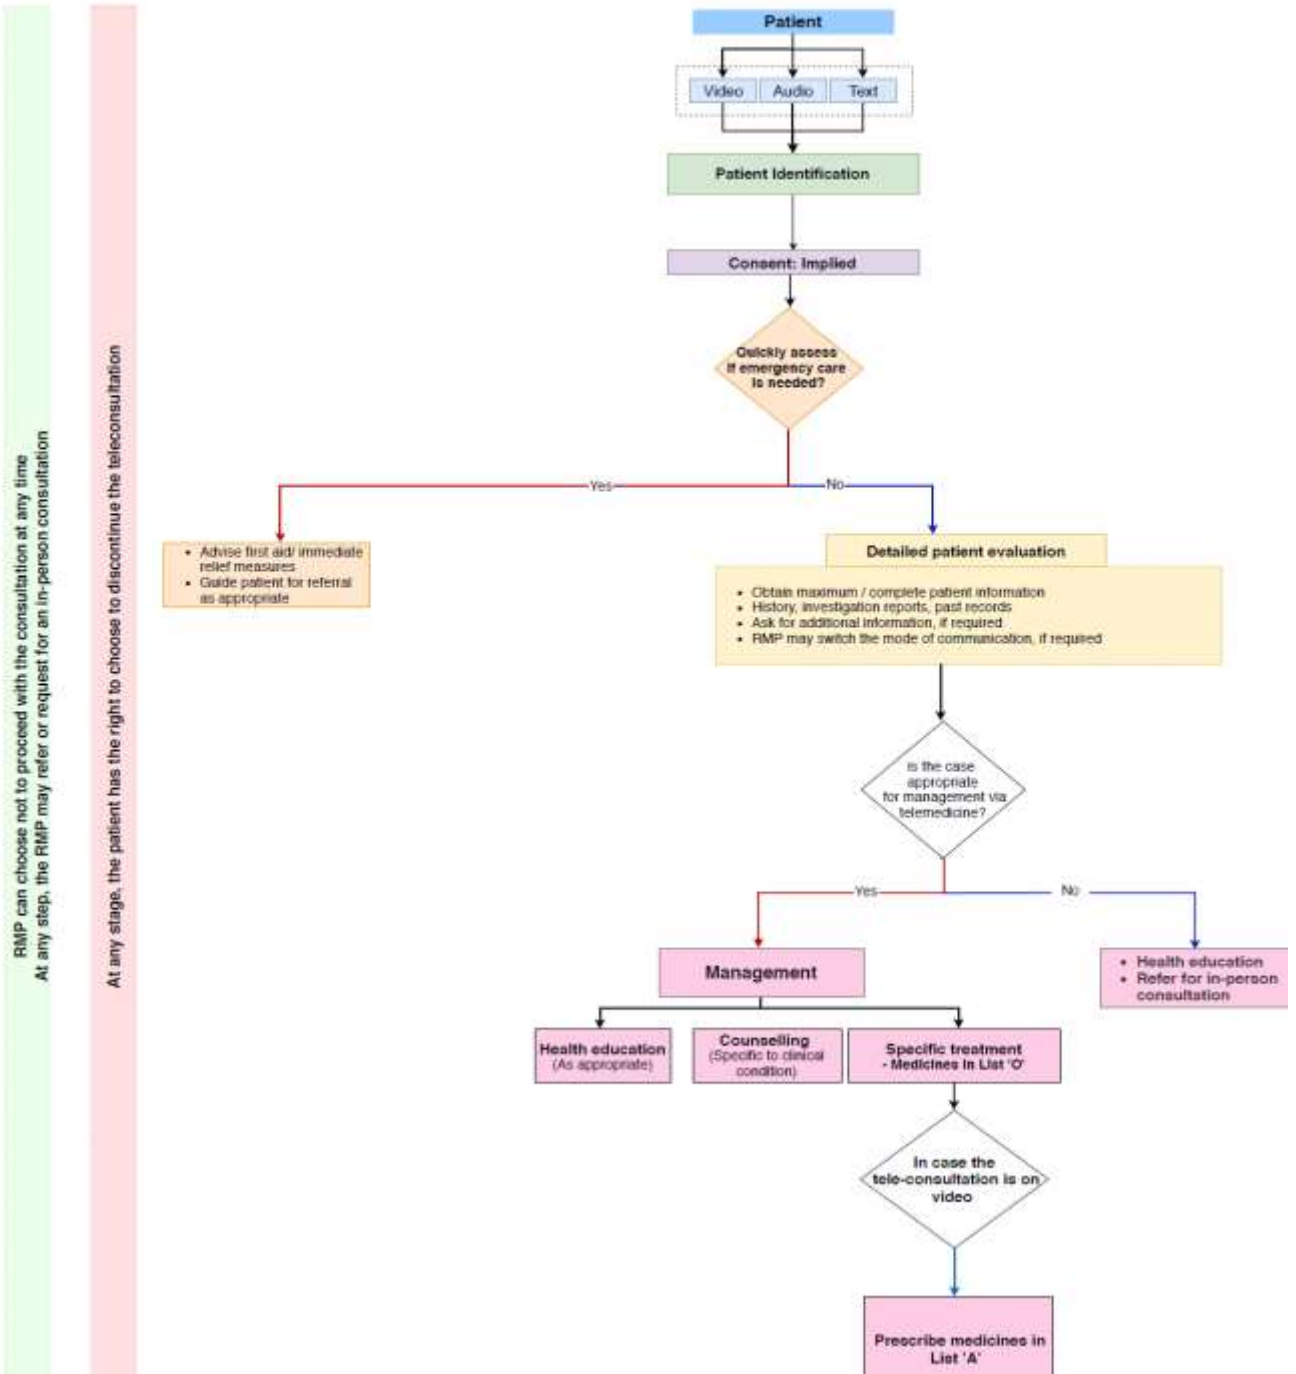 RMP can choose not to proceed with the consultation at any time
At any step, the RMP may refer or request for an in-person consultation
At any stage, the patient has the right to choose to discontinue the teleconsultation
Patient
Video
Audio
Text
Patient Identification
Consent: Implied
Quickly assess
if emergency care
is needed?
Yes
No
• Advise first aid/ immediate
relief measures
• Guide patient for referral
as appropriate
Detailed patient evaluation
• Obtain maximum / complete patient information
• History, investigation reports, past records
• Ask for additional information, if required
• RMP may switch the mode of communication, if required
is the case
appropriate
for management via
telemedicine?
Yes
No
Management
• Health education
• Refer for in-person
consultation
Health education
(As appropriate)
Counselling
(Specific to clinical
condition)
Specific treatment
- Medicines in List 'O'
In case the
tele-consultation is on
video
Prescribe medicines in
List 'A'